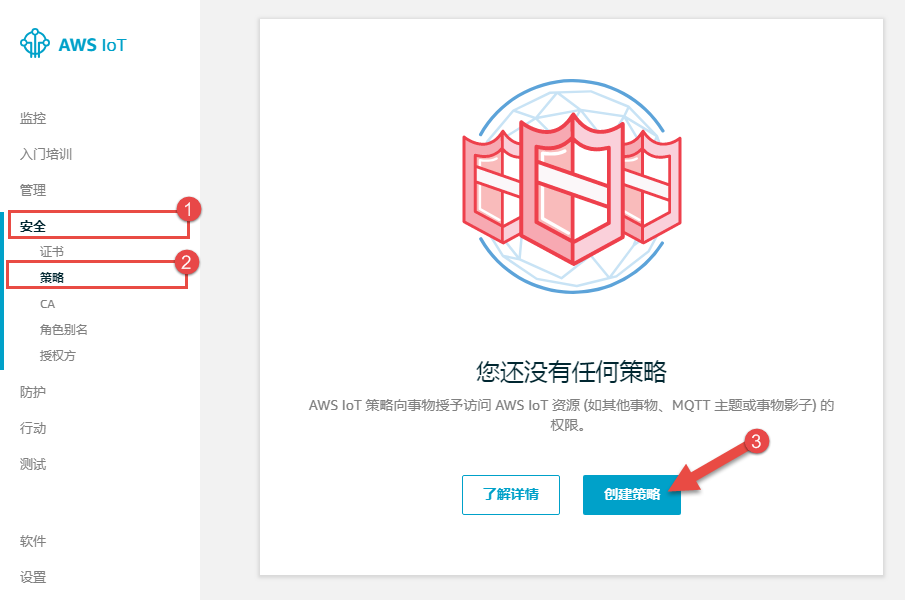 AWS IoT
监控
入门培训
管理
1
安全
证书
2
策略
CA
角色别名
授权方
防护
行动
测试
软件
设置
您还没有任何策略
AWS IoT 策略向事物授予访问 AWS IoT 资源 (如其他事物、MQTT 主题或事物影子) 的
权限。
3
了解详情
创建策略